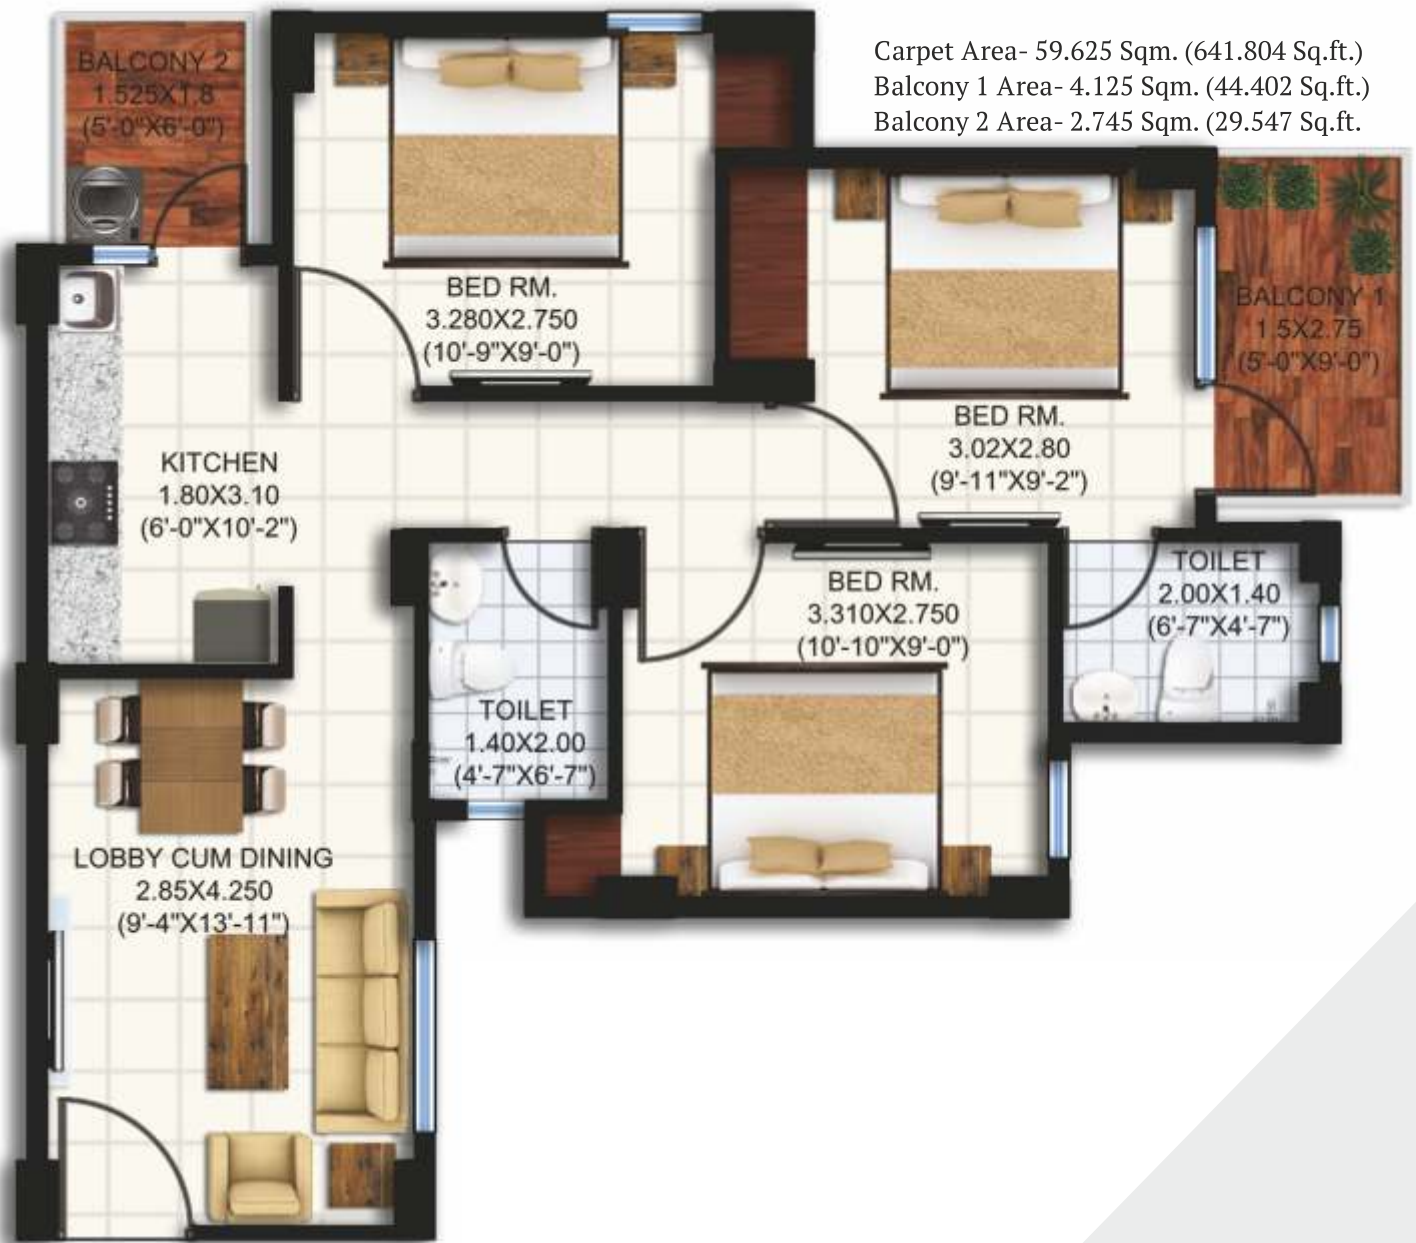 Carpet Area- 59.625 Sqm. (641.804 Sq.ft.)
Balcony 1 Area- 4.125 Sqm. (44.402 Sq.ft.)
Balcony 2 Area- 2.745 Sqm. (29.547 Sq.ft.
BALCONY 2
1.525X1.8
(5'-0"X6'-0")
BED RM.
3.280X2.750
(10'-9"X9'-0")
BALCONY 1
1.5X2.75
(5'-0"X9'-0")
BED RM.
3.02X2.80
(9'-11"X9'-2")
KITCHEN
1.80X3.10
(6'-0"X10'-2")
TOILET
2.00X1.40
(6'-7"X4'-7")
BED RM.
3.310X2.750
(10'-10"X9'-0")
TOILET
1.40X2.00
(4'-7"X6'-7")
LOBBY CUM DINING
2.85X4.250
(9'-4"X13'-11")